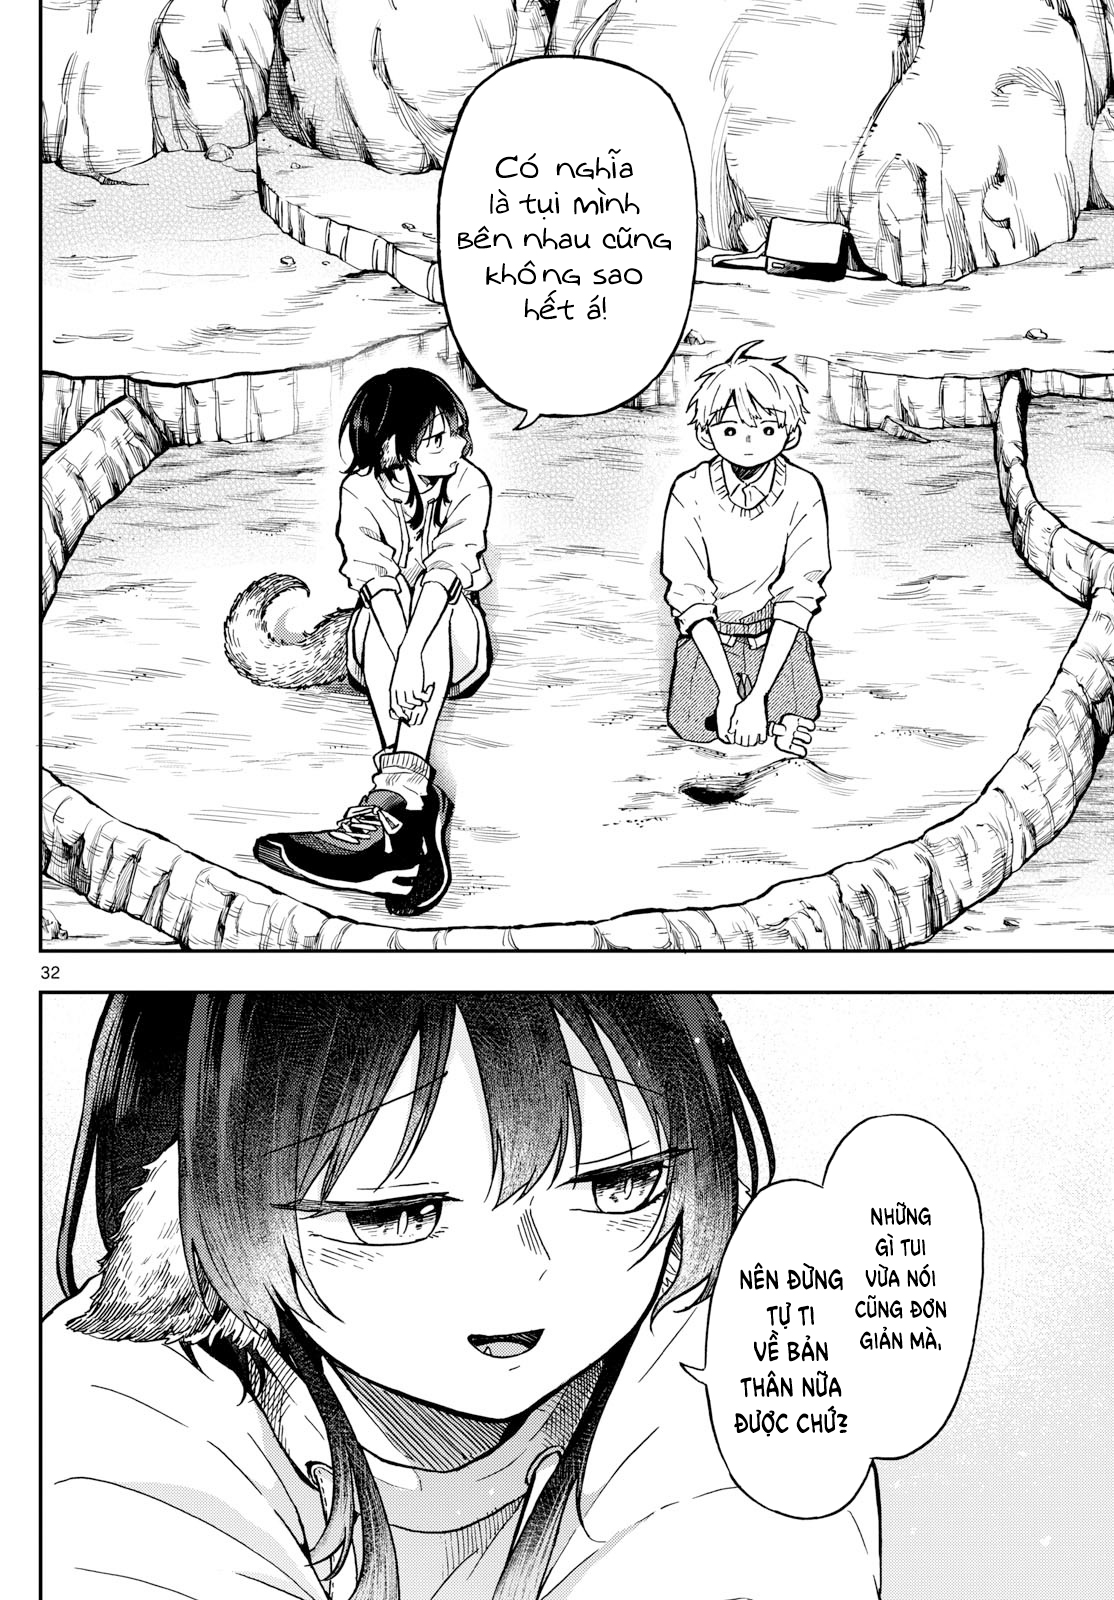 Có nghĩa
là tụi mình
bên nhau cũng
không sao
hết á!
32
NHỮNG
GÌ TUI
VỪA NÓI
CŨNG ĐƠN
GIẢN MÀ,
NÊN ĐỪNG
TỰ TI
VỀ BẢN
THÂN NỮA
ĐƯỢC CHỨ?